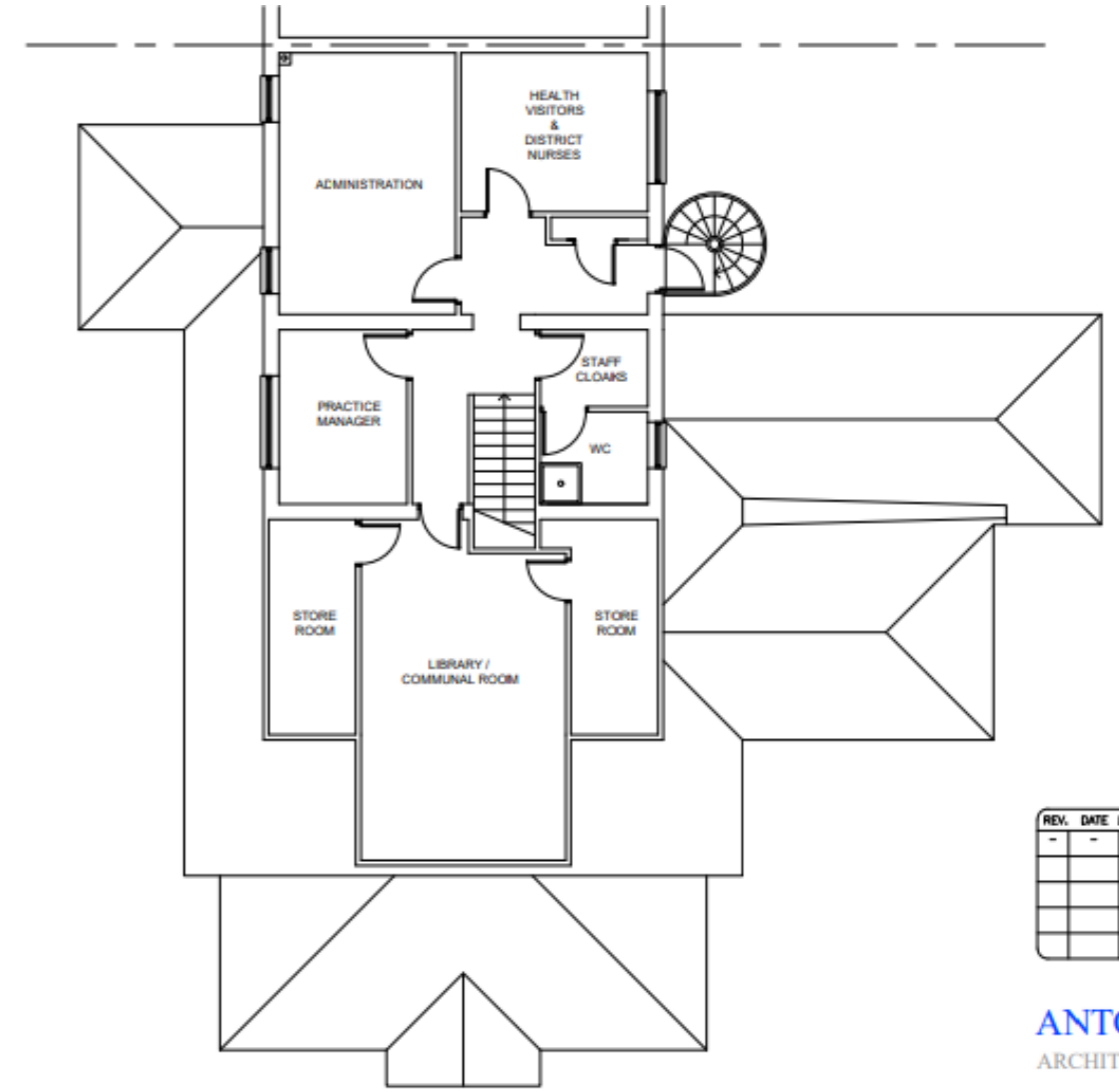 HEALTH
VISITORS
&
DISTRICT
NURSES
ADMINISTRATION
STAFF
CLOAKS
PRACTICE
MANAGER
WC
STORE
ROOM
STORE
ROOM
LIBRARY /
COMMUNAL ROOM
REV. DATE
- -
ANTO
ARCHIT